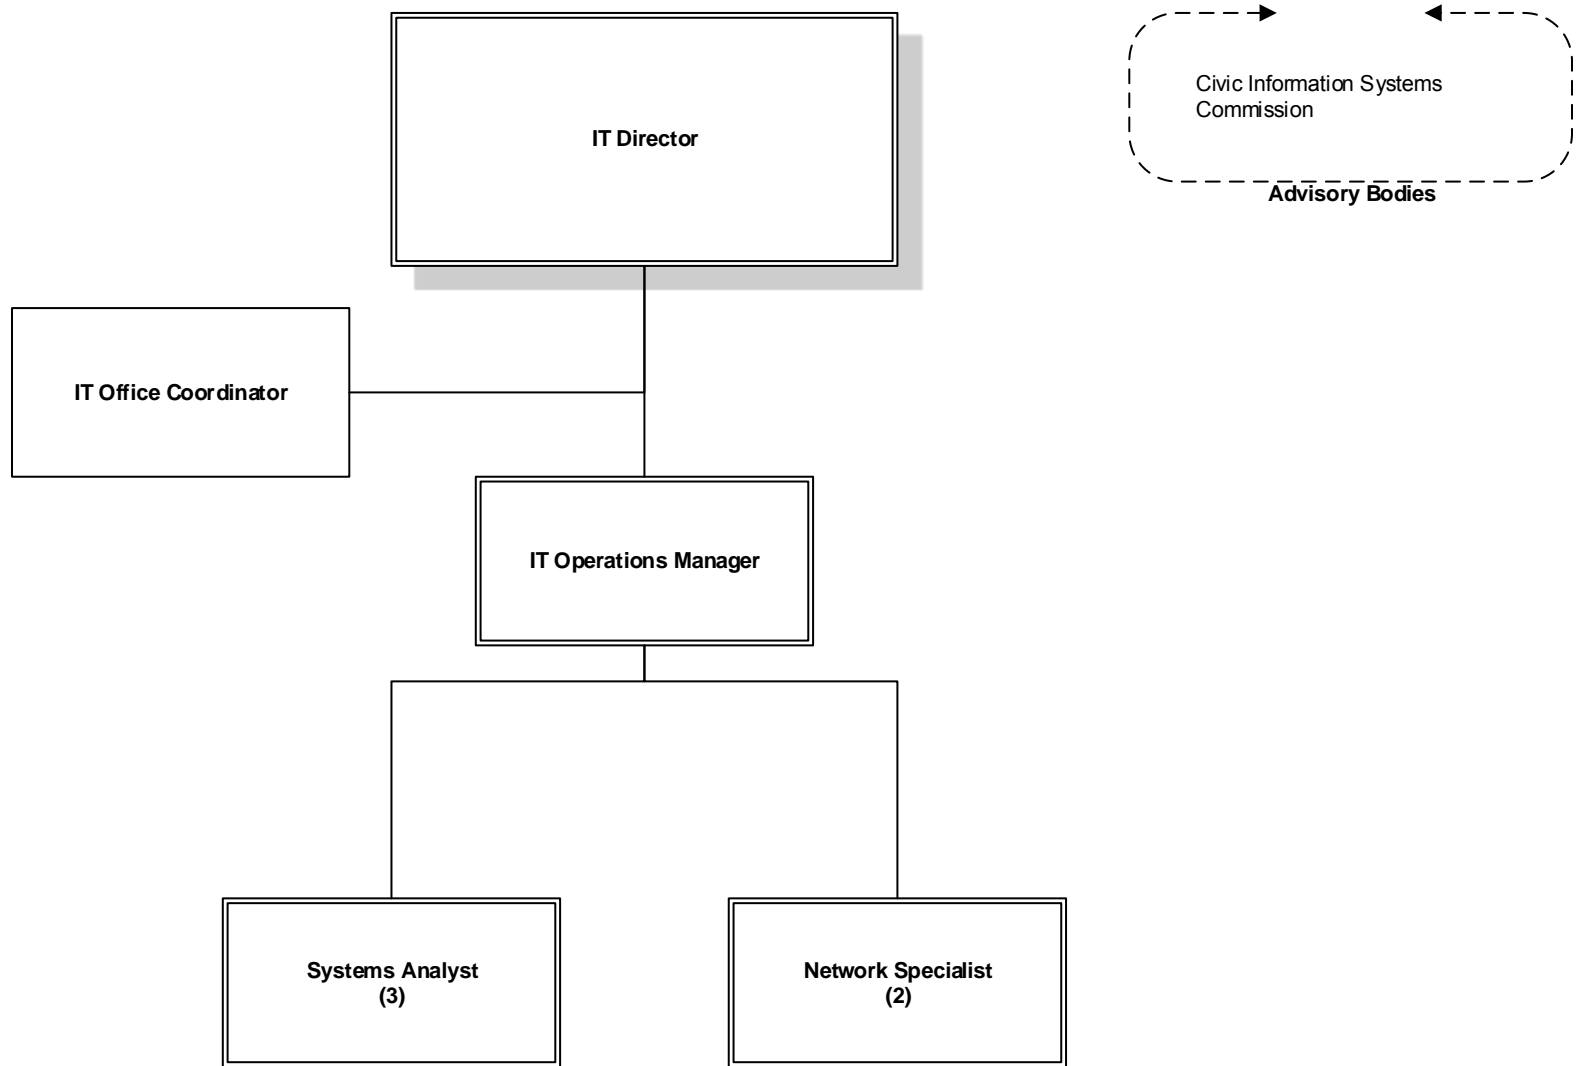 IT Director
Civic Information Systems
Commission
Advisory Bodies
IT Office Coordinator
IT Operations Manager
Systems Analyst
(3)
Network Specialist
(2)